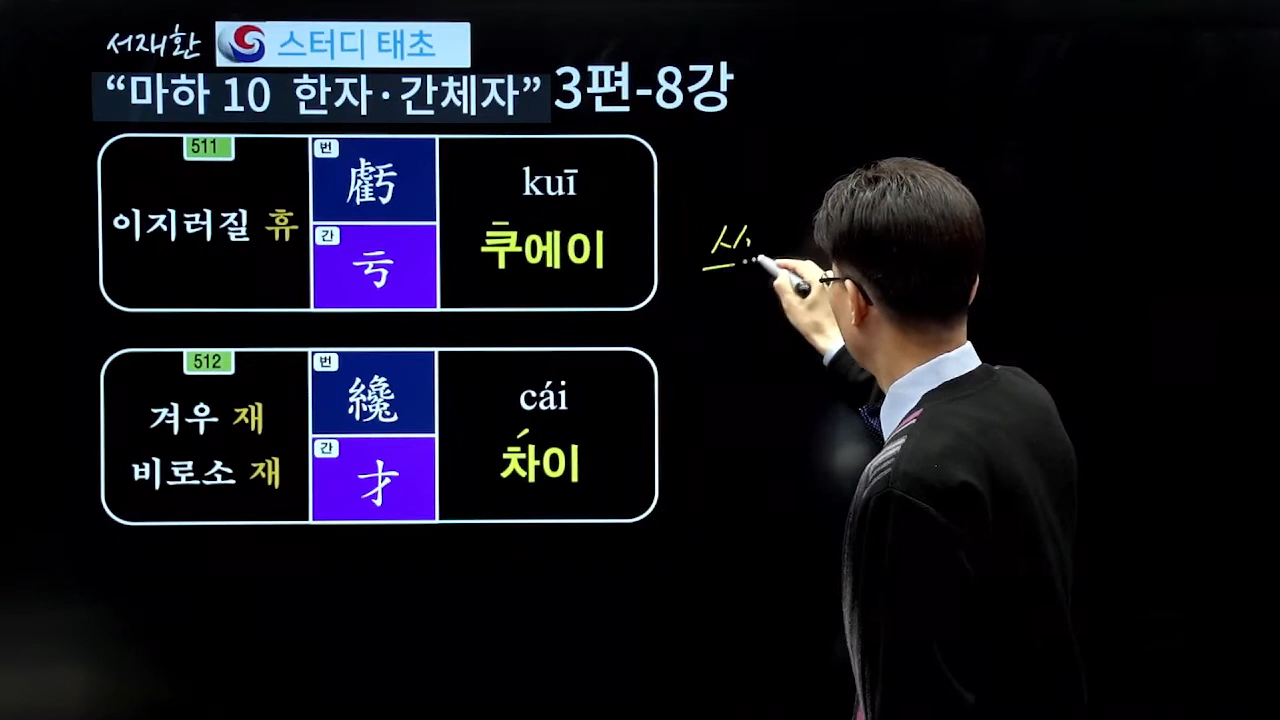 서재환 스터디 태초
“마하 10 한자·간체자” 3편-8강
511
이지러질 휴
번 虧
간 亏
kuī
쿠에이
512
겨우 재
비로소 재
번 纔
간 才
cái
차이
쓰